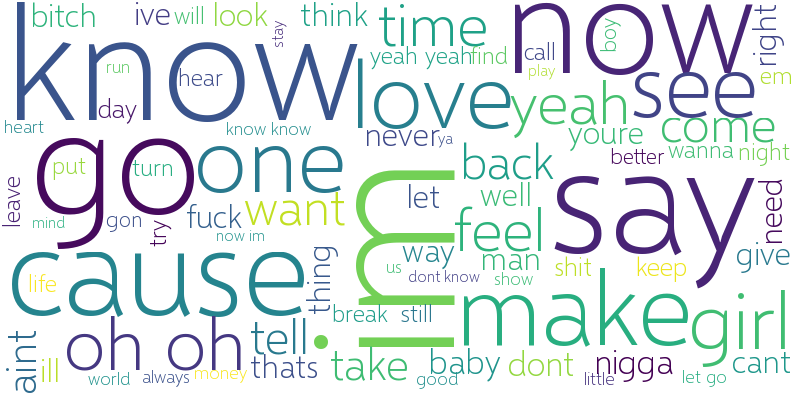 bitch
ive
will
look
think
time
now
right
know
stay
yeah yeah
find
call
boy
play
em
run
hear
day
love
yeah
see
come
heart
know know
never
ya
youre
better
wanna
night
go
one
put
turn
back
leave
mind
gon
try
fuck
want
let
well
feel
say
need
now im
im
way
us
dont know
man
show
shit
keep
give
cause
life
thing
break
still
make
girl
oh oh
tell
thats
take
baby
good
dont
nigga
little
cant
let go
aint
ill
world
always
money